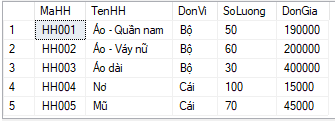 MaHH TenHH DonVi SoLuong DonGia
1 HH001 Áo - Quần nam Bộ 50 190000
2 HH002 Áo - Váy nữ Bộ 60 200000
3 HH003 Áo dài Bộ 30 400000
4 HH004 Nơ Cái 100 15000
5 HH005 Mũ Cái 70 45000